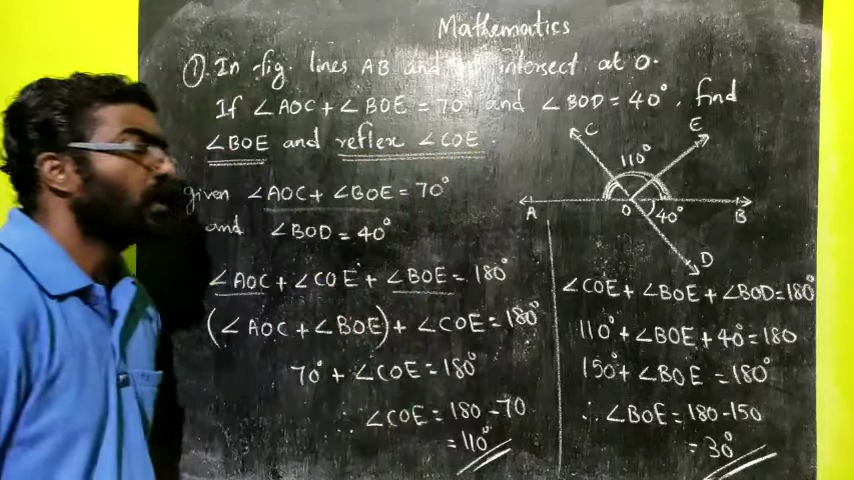 Mathematics
① In fig. lines AB and intersect at O.
If ∠AOC + ∠BOE = 70° and ∠BOD = 40°, find
∠BOE and reflex ∠COE
given ∠AOC + ∠BOE = 70°
and ∠BOD = 40°
∠AOC + ∠COE + ∠BOE = 180°
(∠AOC + ∠BOE) + ∠COE = 180°
70° + ∠COE = 180°
∴ ∠COE = 180 - 70
= 110°
C
E
110°
A
O
40°
B
D
∠COE + ∠BOE + ∠BOD = 180°
110° + ∠BOE + 40° = 180
150° + ∠BOE = 180°
∴ ∠BOE = 180 - 150
= 30°